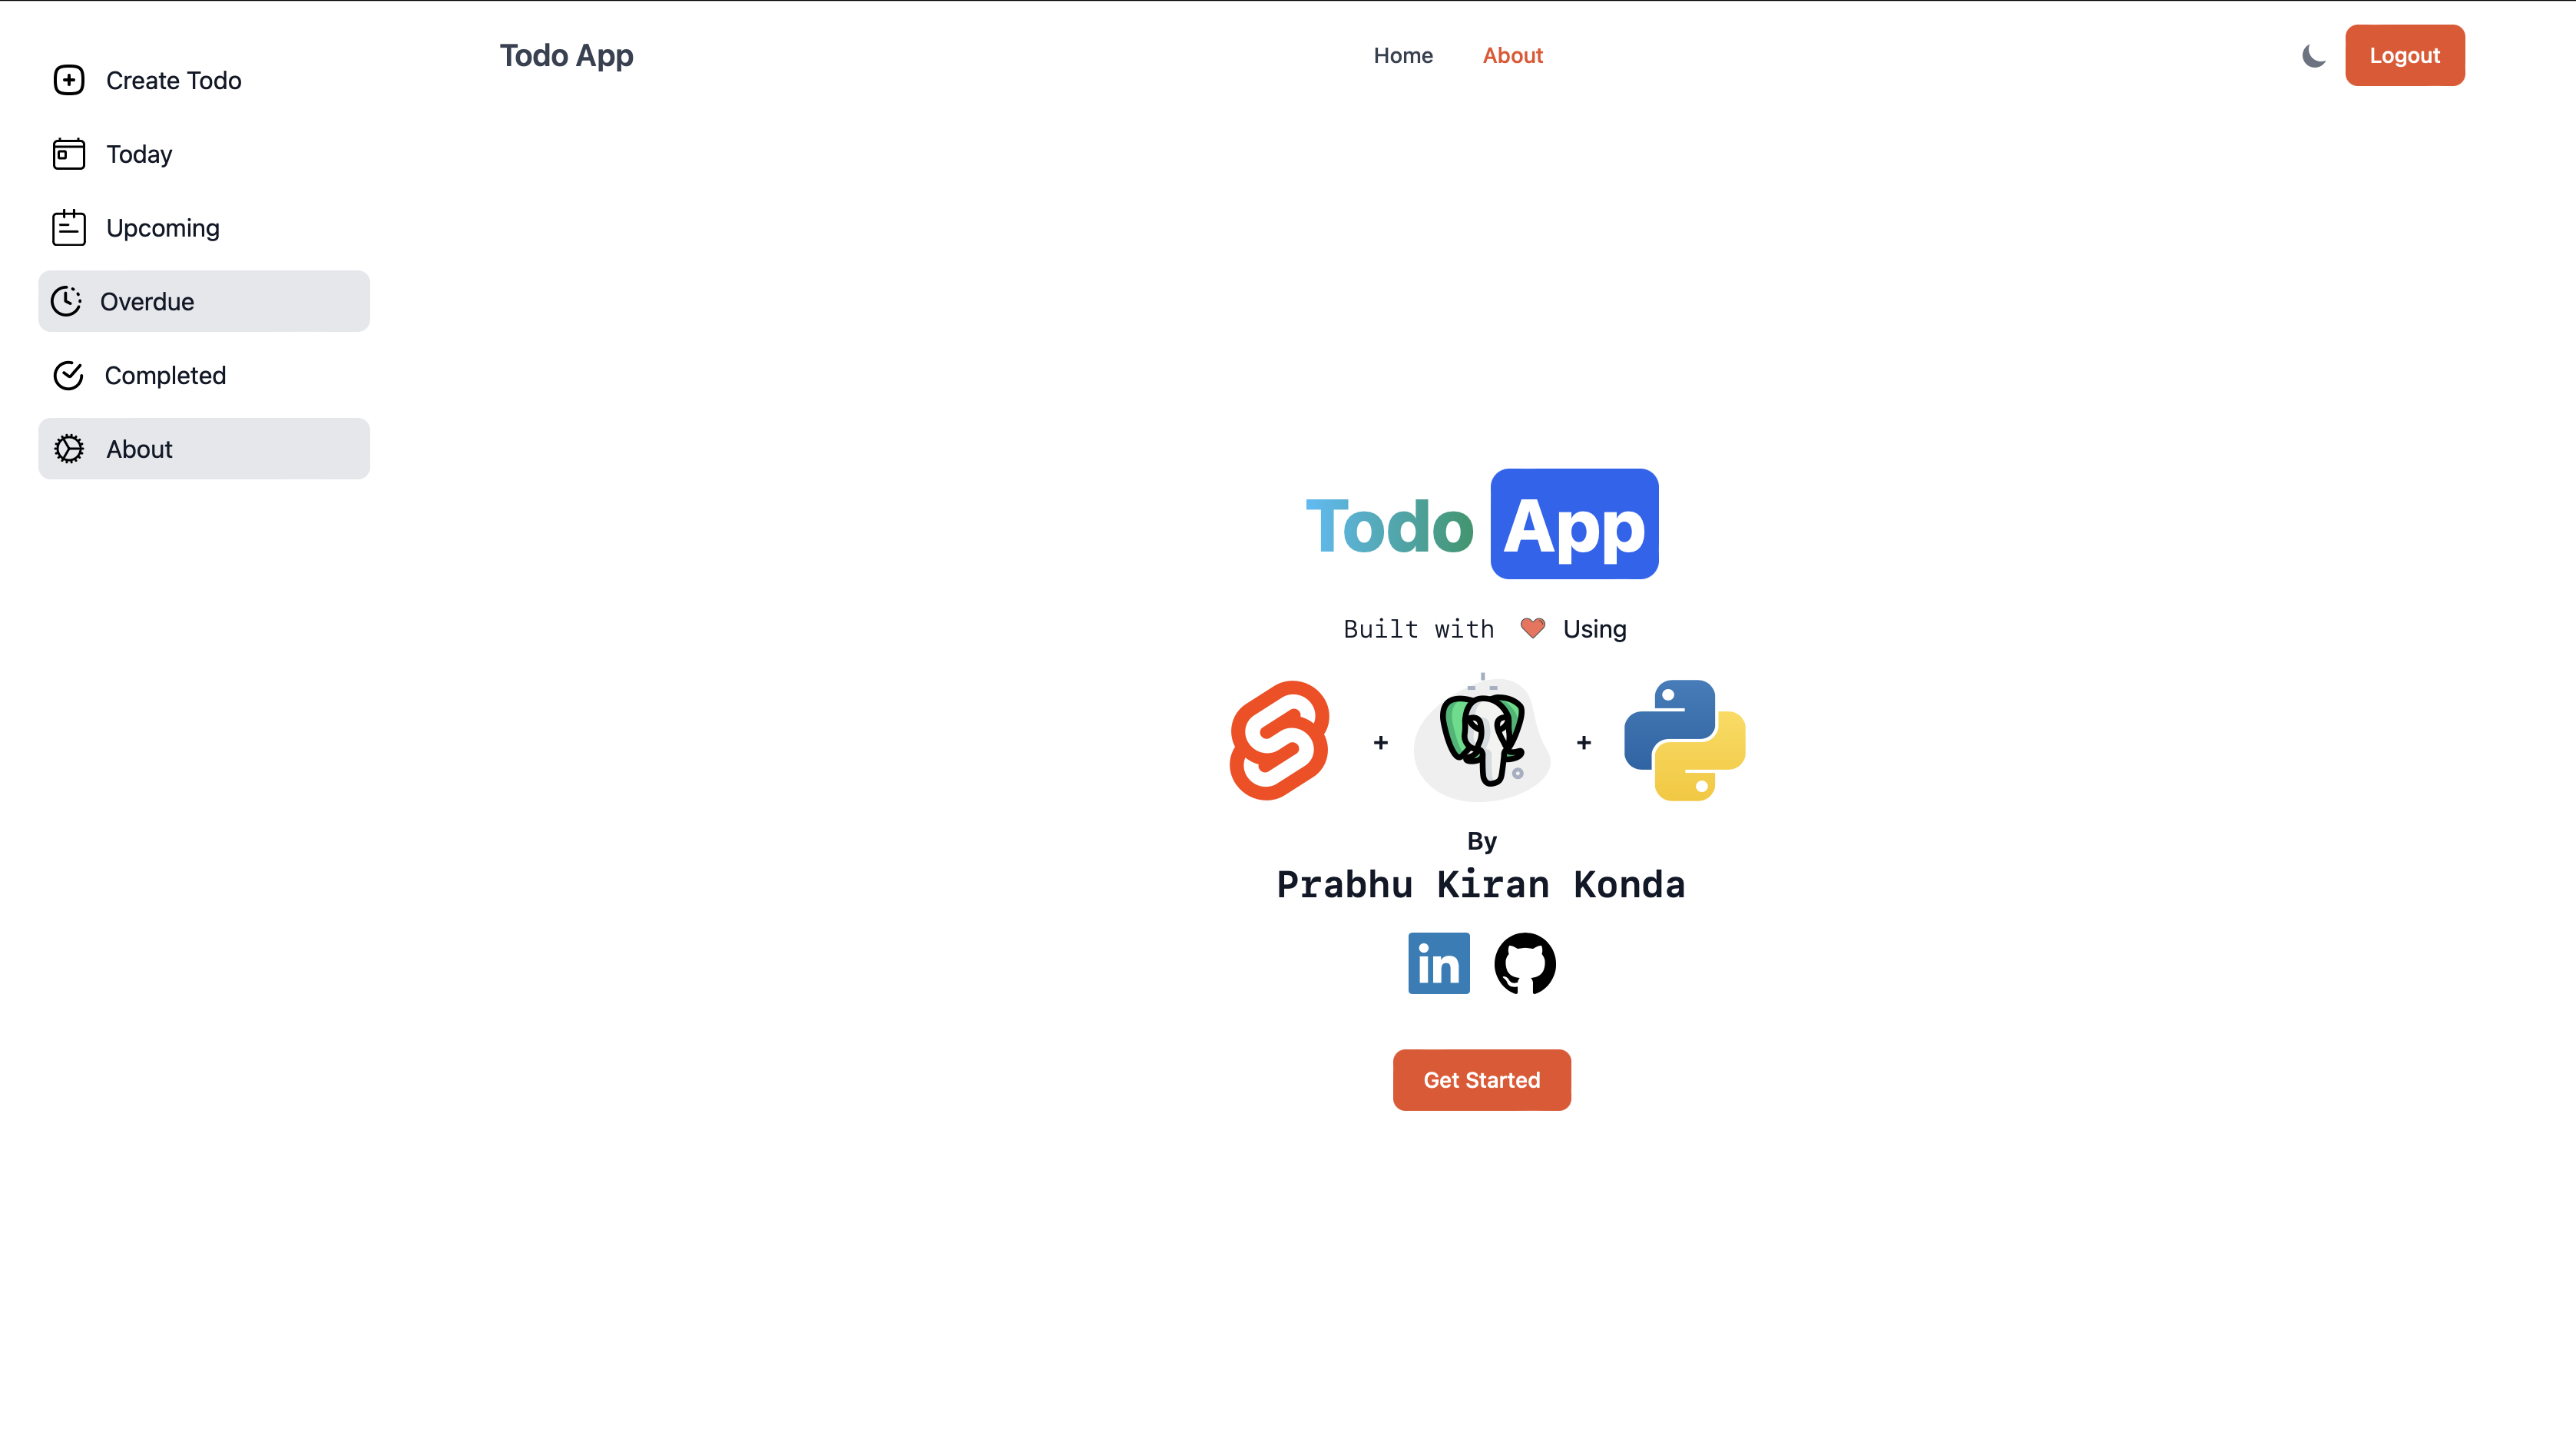 Create Todo
Today
Upcoming
Overdue
Completed
About
Todo App
Home
About
Logout
Todo App
Built with ❤️ Using
+ +
By
Prabhu Kiran Konda
in
Get Started